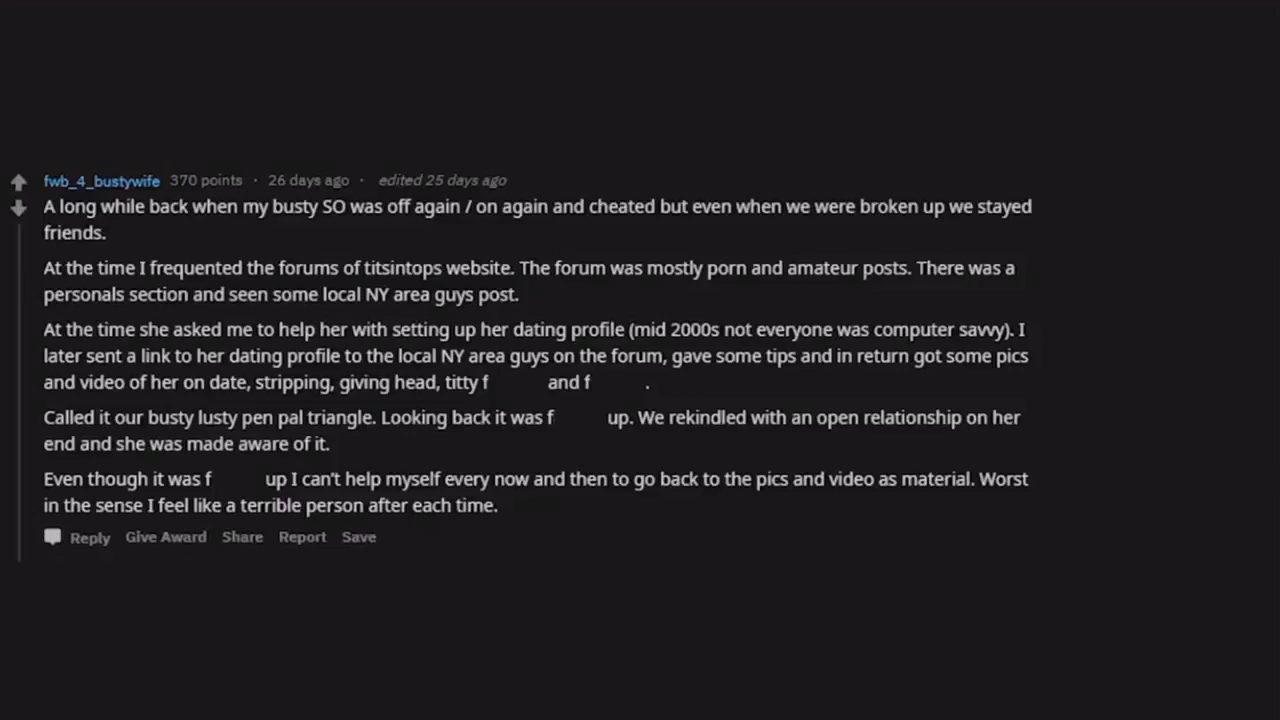 fwb_4_bustywife 370 points · 26 days ago · edited 25 days ago
A long while back when my busty SO was off again / on again and cheated but even when we were broken up we stayed
friends.
At the time I frequented the forums of titsintops website. The forum was mostly porn and amateur posts. There was a
personals section and seen some local NY area guys post.
At the time she asked me to help her with setting up her dating profile (mid 2000s not everyone was computer savvy). I
later sent a link to her dating profile to the local NY area guys on the forum, gave some tips and in return got some pics
and video of her on date, stripping, giving head, titty f and f .
Called it our busty lusty pen pal triangle. Looking back it was f up. We rekindled with an open relationship on her
end and she was made aware of it.
Even though it was f up I can't help myself every now and then to go back to the pics and video as material. Worst
in the sense I feel like a terrible person after each time.
Reply Give Award Share Report Save